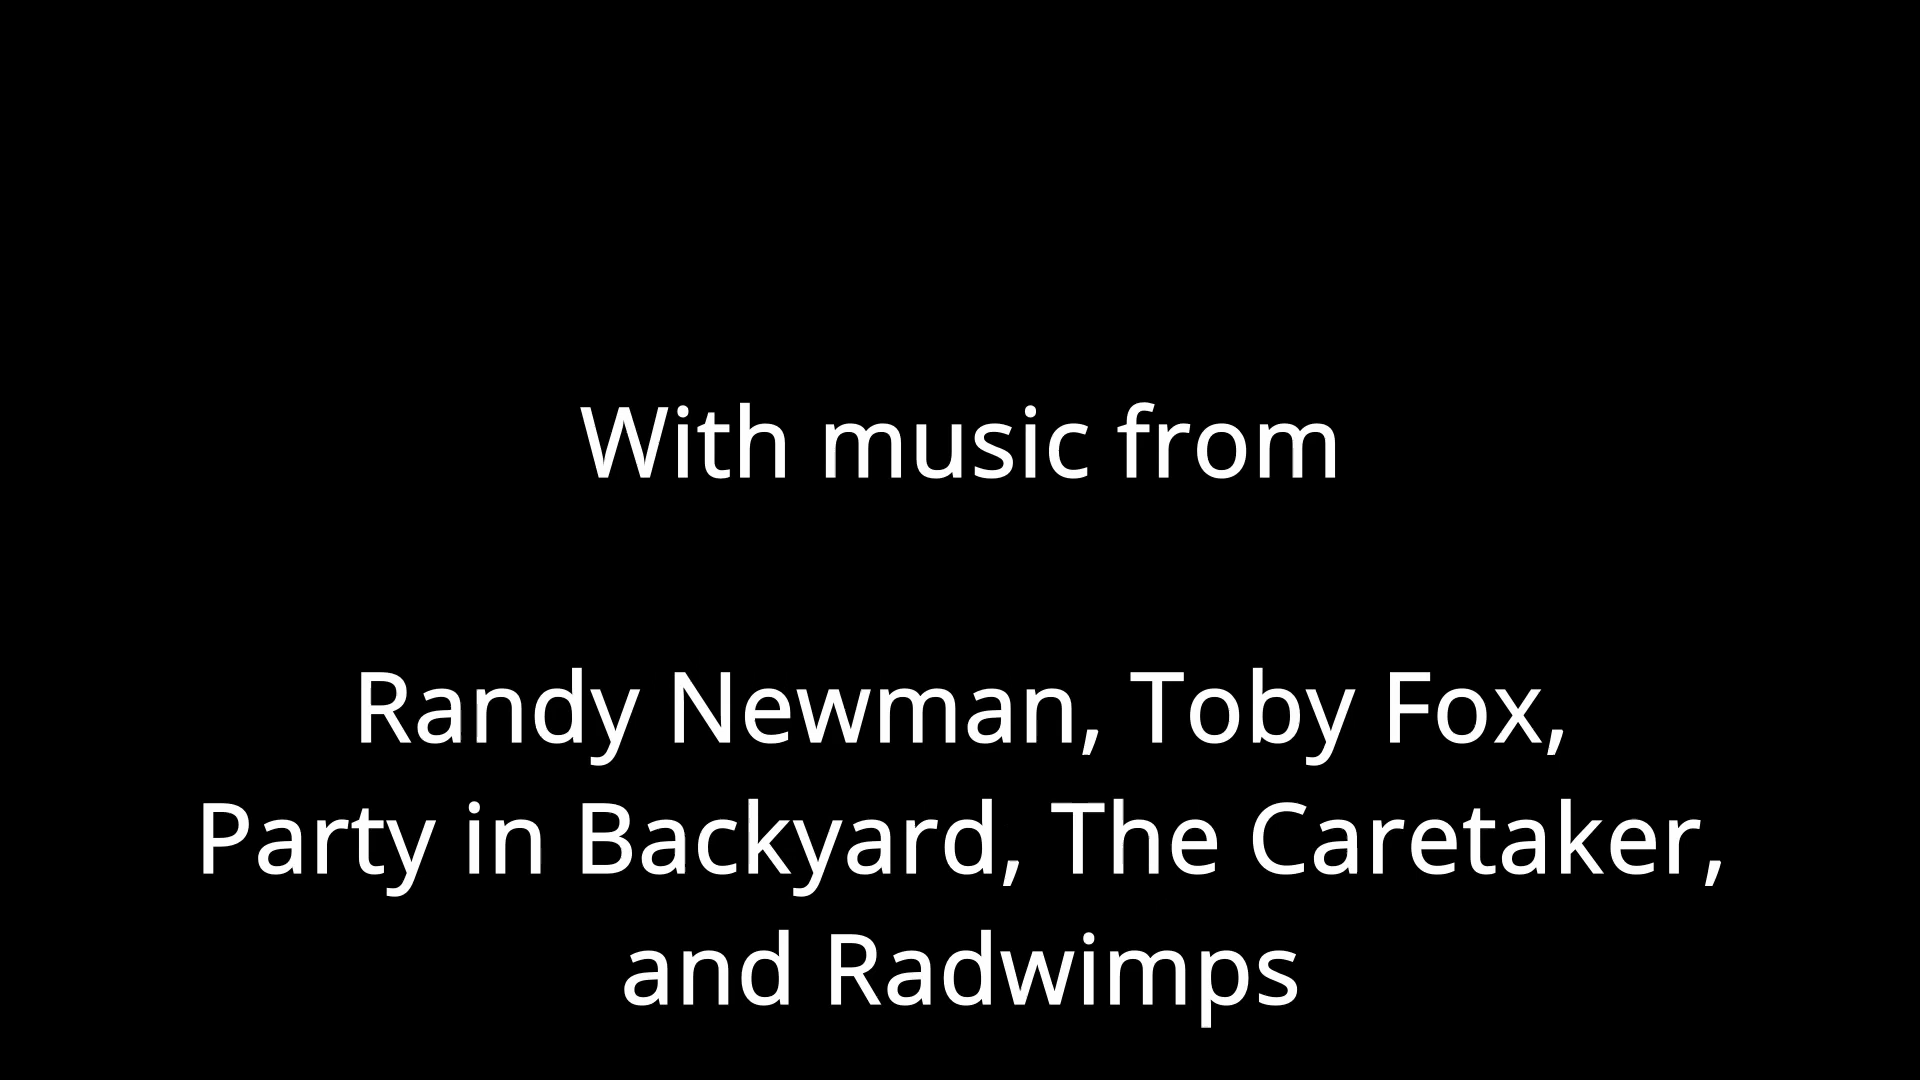 With music from
Randy Newman, Toby Fox,
Party in Backyard, The Caretaker,
and Radwimps